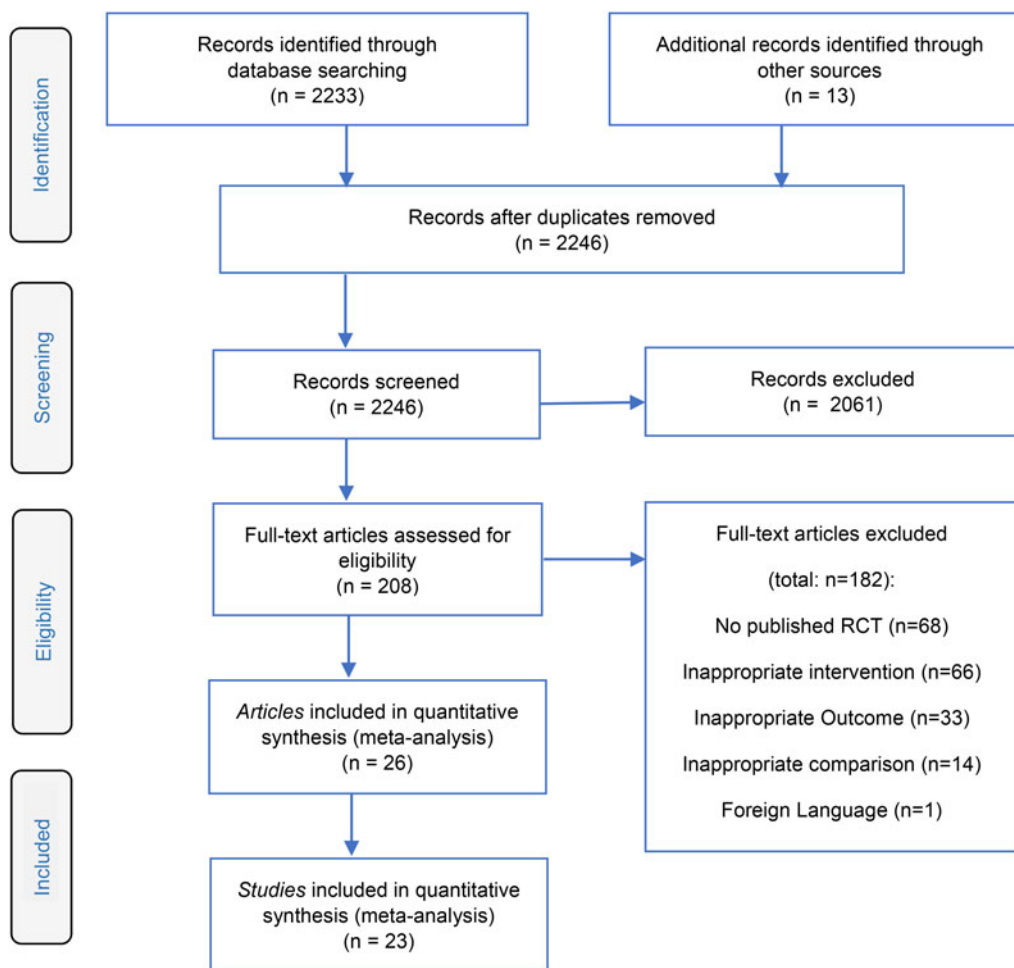 Identification
Records identified through
database searching
(n = 2233)
Additional records identified through
other sources
(n = 13)
Records after duplicates removed
(n = 2246)
Screening
Records screened
(n = 2246)
Records excluded
(n = 2061)
Eligibility
Full-text articles assessed for
eligibility
(n = 208)
Full-text articles excluded
(total: n=182):
No published RCT (n=68)
Inappropriate intervention (n=66)
Inappropriate Outcome (n=33)
Inappropriate comparison (n=14)
Foreign Language (n=1)
Articles included in quantitative
synthesis (meta-analysis)
(n = 26)
Included
Studies included in quantitative
synthesis (meta-analysis)
(n = 23)